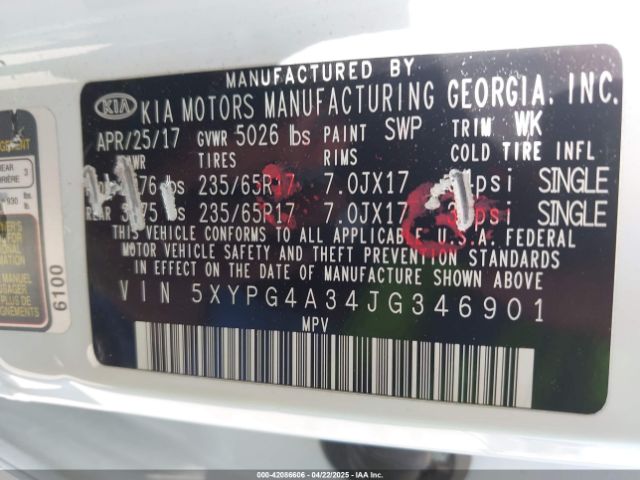 MANUFACTURED BY
KIA KIA MOTORS MANUFACTURING GEORGIA, INC.
APR/25/17 GVWR 5026 lbs PAINT SWP TRIM WK
TIRES RIMS COLD TIRE INFL
235/65R17 7.0JX17 psi SINGLE
235/65R17 7.0JX17 psi SINGLE
THIS VEHICLE CONFORMS TO ALL APPLICABLE U.S.A. FEDERAL
MOTOR VEHICLE SAFETY AND THEFT PREVENTION STANDARDS
IN EFFECT ON THE DATE OF MANUFACTURE SHOWN ABOVE.
VIN 5XYPG4A34JG346901
MPV
6100
MANUEL
000-42086606 - 04/22/2025 - IAA Inc.